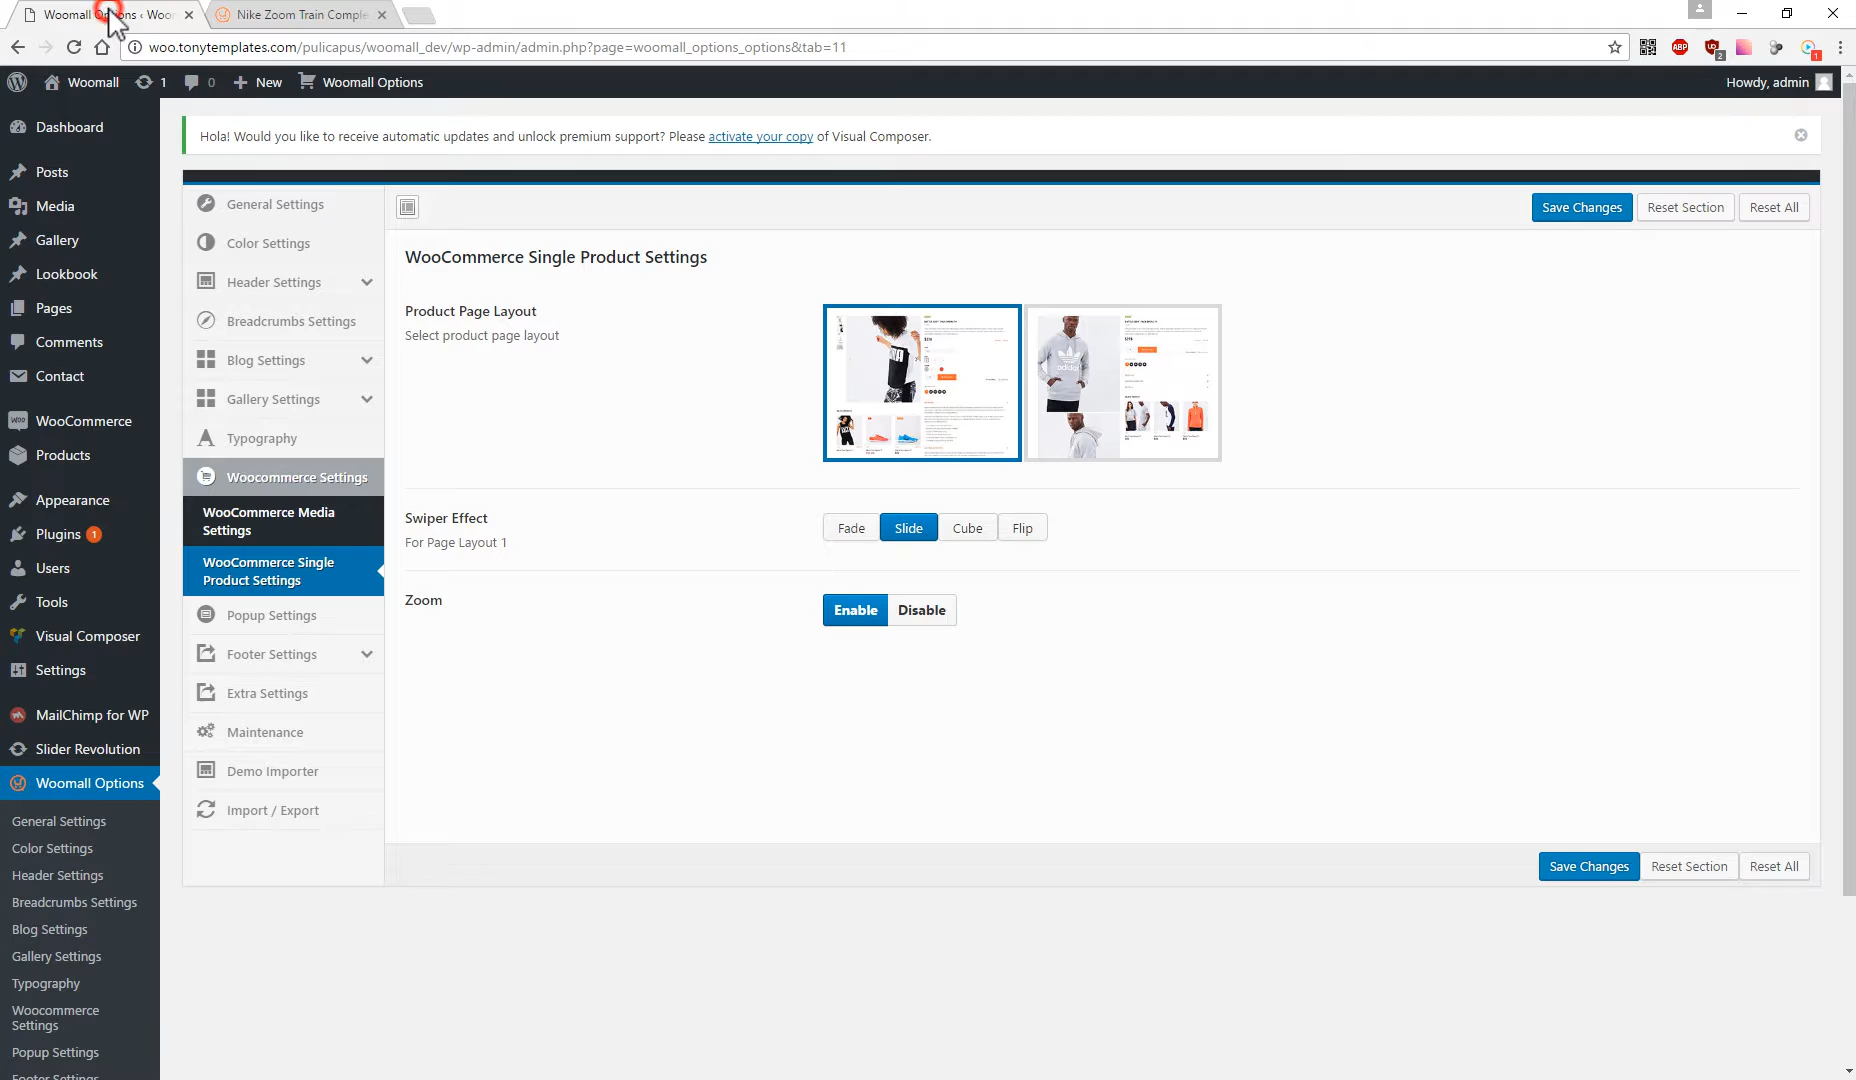 Woomall Options ‹ Woo
Nike Zoom Train Comple
woo.tonytemplates.com/pulicapus/woomall_dev/wp-admin/admin.php?page=woomall_options_options&tab=11
ABP
2
1
Woomall
1
0
New
Woomall Options
Howdy, admin
Dashboard
Posts
Media
Gallery
Lookbook
Pages
Comments
Contact
WooCommerce
Products
Appearance
Plugins 1
Users
Tools
Visual Composer
Settings
MailChimp for WP
Slider Revolution
Woomall Options
General Settings
Color Settings
Header Settings
Breadcrumbs Settings
Blog Settings
Gallery Settings
Typography
Woocommerce
Settings
Popup Settings
Footer Settings
Hola! Would you like to receive automatic updates and unlock premium support? Please activate your copy of Visual Composer.
General Settings
Color Settings
Header Settings
Breadcrumbs Settings
Blog Settings
Gallery Settings
Typography
Woocommerce Settings
WooCommerce Media
Settings
WooCommerce Single
Product Settings
Popup Settings
Footer Settings
Extra Settings
Maintenance
Demo Importer
Import / Export
Save Changes
Reset Section
Reset All
WooCommerce Single Product Settings
Product Page Layout
Select product page layout
adidas
Swiper Effect
For Page Layout 1
Fade
Slide
Cube
Flip
Zoom
Enable
Disable
Save Changes
Reset Section
Reset All